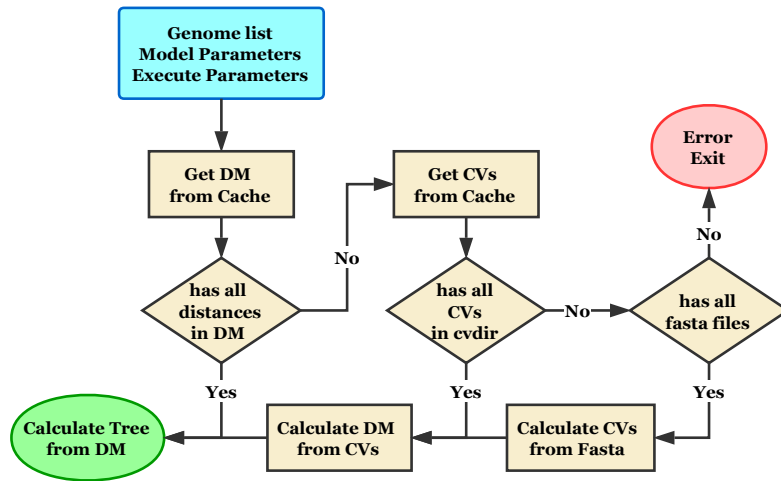 Genome list
Model Parameters
Execute Parameters
Error
Exit
Get DM
from Cache
Get CVs
from Cache
No
No
has all
distances
in DM
has all
CVs
in cvdir
No
has all
fasta files
Yes
Yes
Yes
Calculate Tree
from DM
Calculate DM
from CVs
Calculate CVs
from Fasta